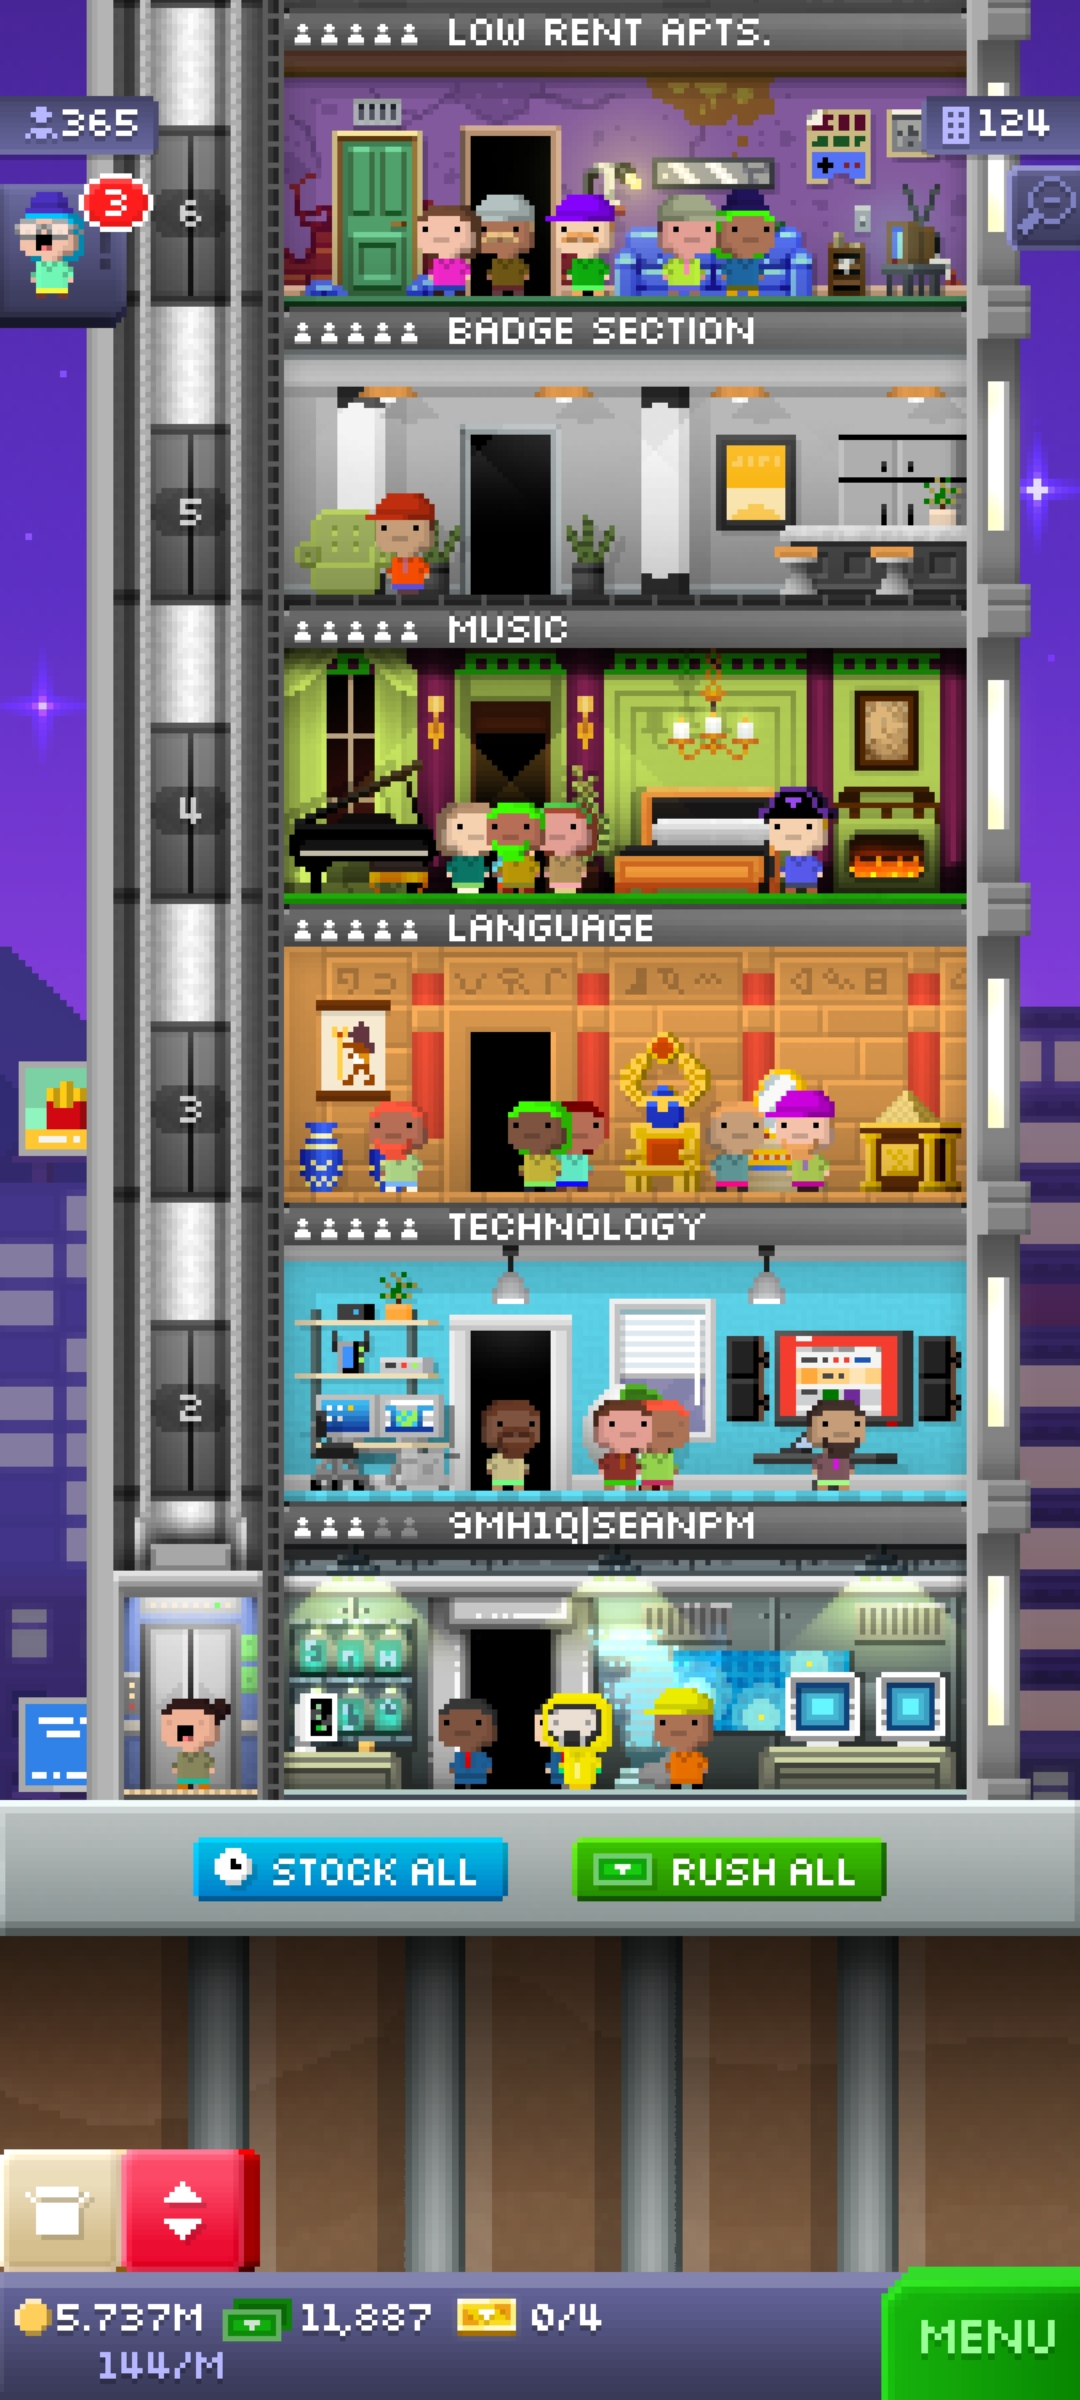 LOW RENT APTS.
365
124
3
6
BADGE SECTION
5
MUSIC
4
LANGUAGE
3
TECHNOLOGY
2
9MH1Q|SEANPM
STOCK ALL
RUSH ALL
5.737M
11,887
0/4
144/M
MENU